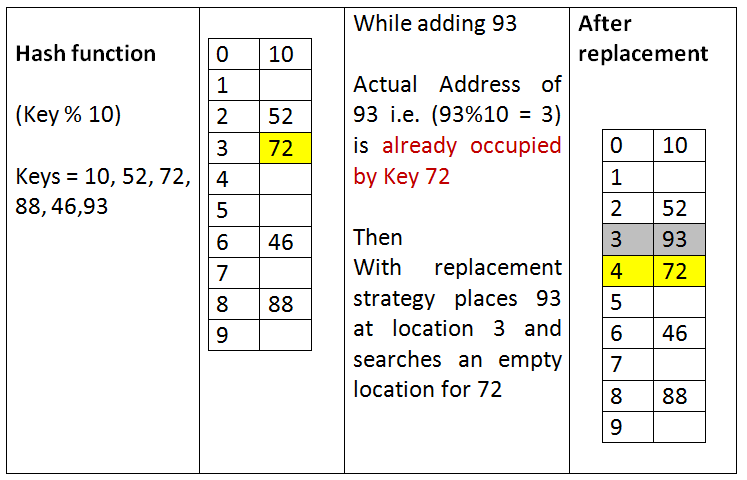 Hash function
(Key % 10)
Keys = 10, 52, 72,
88, 46,93
0 10
1
2 52
3 72
4
5
6 46
7
8 88
9
While adding 93
Actual Address of
93 i.e. (93%10 = 3)
is already occupied
by Key 72
Then
With replacement
strategy places 93
at location 3 and
searches an empty
location for 72
After
replacement
0 10
1
2 52
3 93
4 72
5
6 46
7
8 88
9